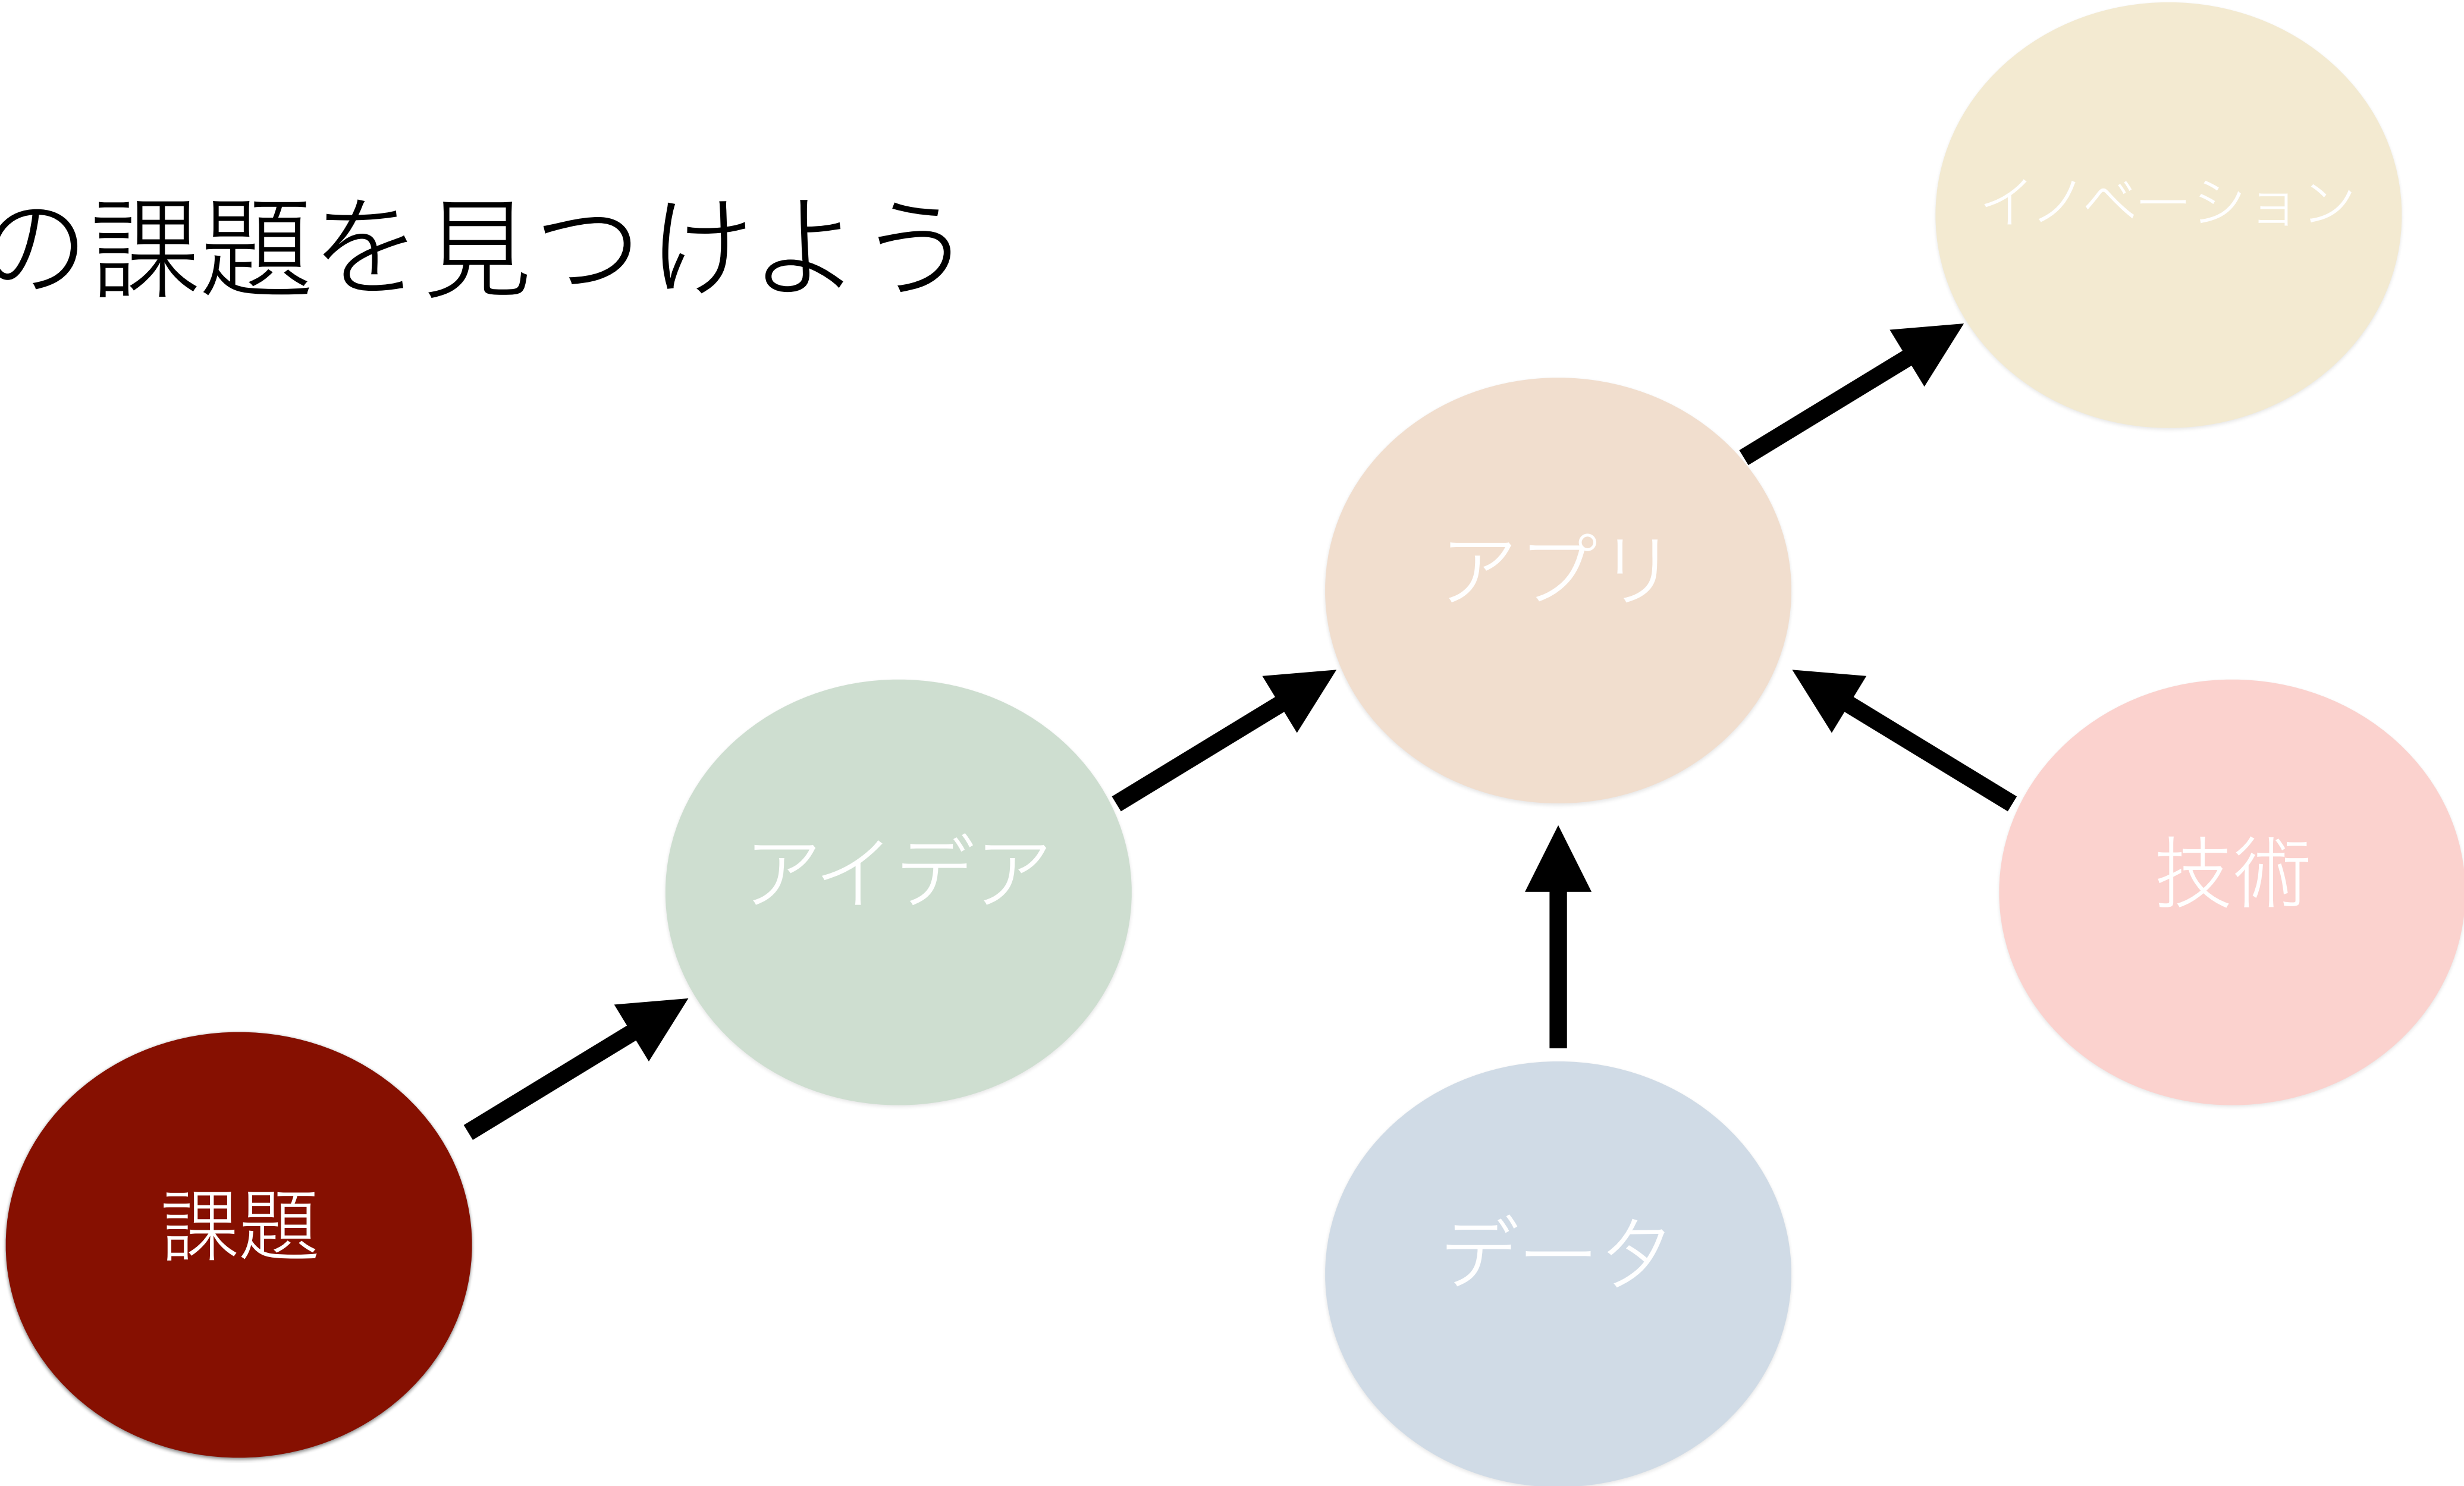 の課題を見つけよう
イノベーション
アプリ
アイデア
技術
課題
データ